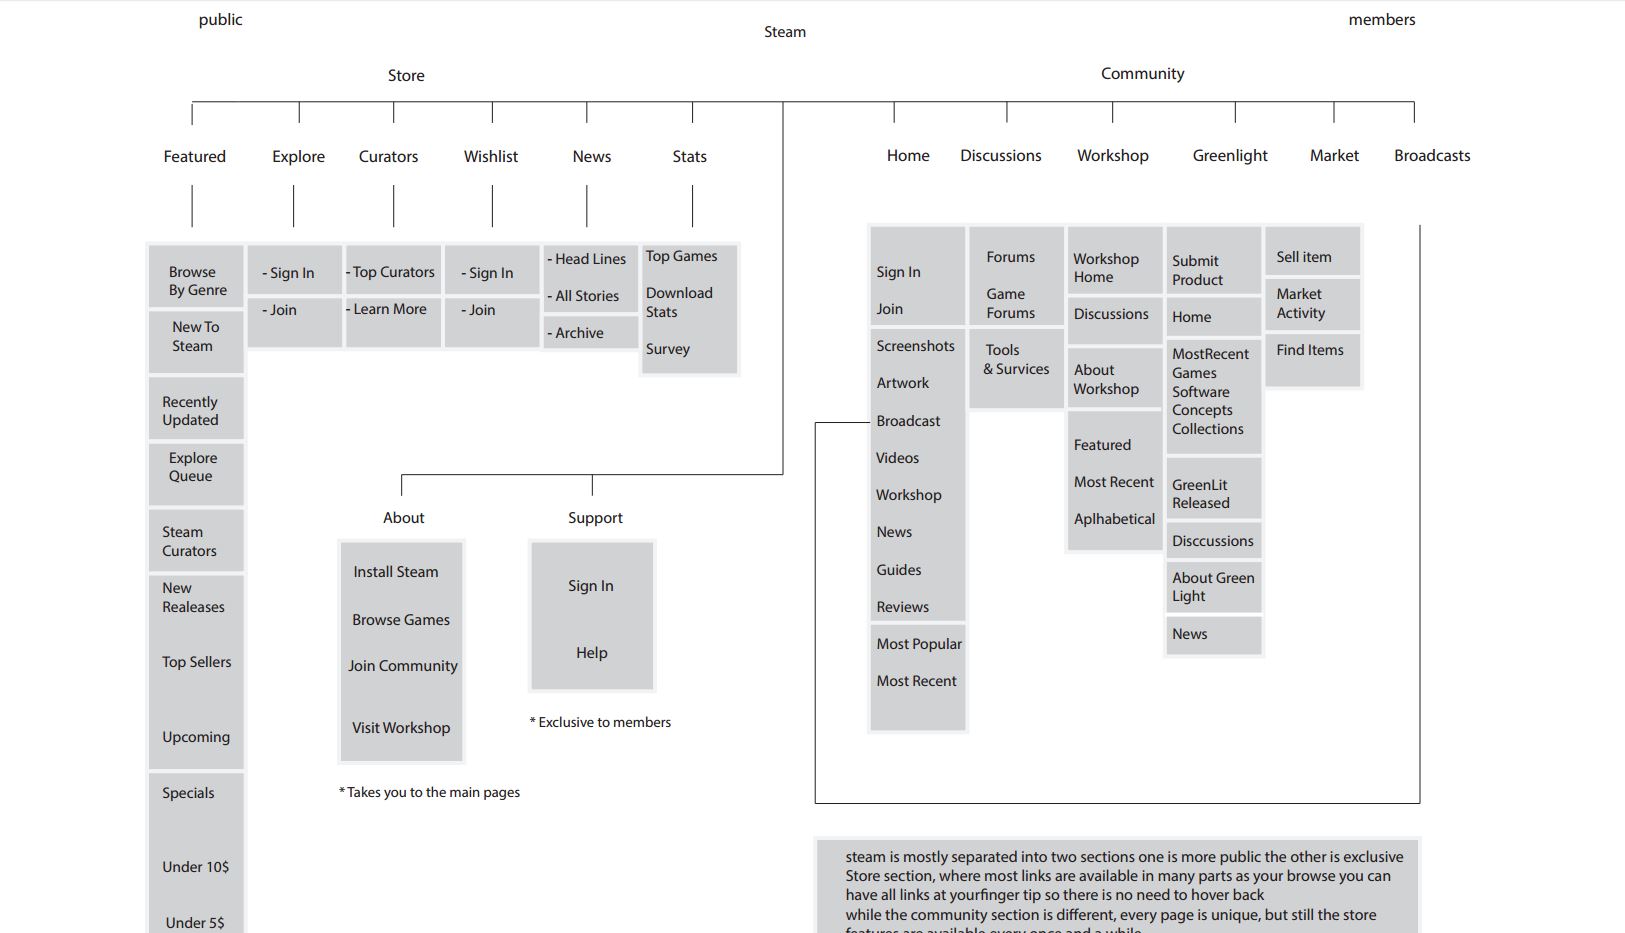 public
members
Steam
Store
Community
Featured
Explore
Curators
Wishlist
News
Stats
Home
Discussions
Workshop
Greenlight
Market
Broadcasts
Browse
By Genre
New To
Steam
Recently
Updated
Explore
Queue
Steam
Curators
New
Realeases
Top Sellers
Upcoming
Specials
Under 10$
Under 5$
- Sign In
- Join
- Top Curators
- Learn More
- Sign In
- Join
- Head Lines
- All Stories
- Archive
Top Games
Download
Stats
Survey
About
Install Steam
Browse Games
Join Community
Visit Workshop
* Takes you to the main pages
Support
Sign In
Help
* Exclusive to members
Sign In
Join
Screenshots
Artwork
Broadcast
Videos
Workshop
News
Guides
Reviews
Most Popular
Most Recent
Forums
Game
Forums
Tools
& Survices
Workshop
Home
Discussions
About
Workshop
Featured
Most Recent
Aplhabetical
Submit
Product
Home
MostRecent
Games
Software
Concepts
Collections
GreenLit
Released
Disccussions
About Green
Light
News
Sell item
Market
Activity
Find Items
steam is mostly separated into two sections one is more public the other is exclusive
Store section, where most links are available in many parts as your browse you can
have all links at yourfinger tip so there is no need to hover back
while the community section is different, every page is unique, but still the store
features are available every once and a while